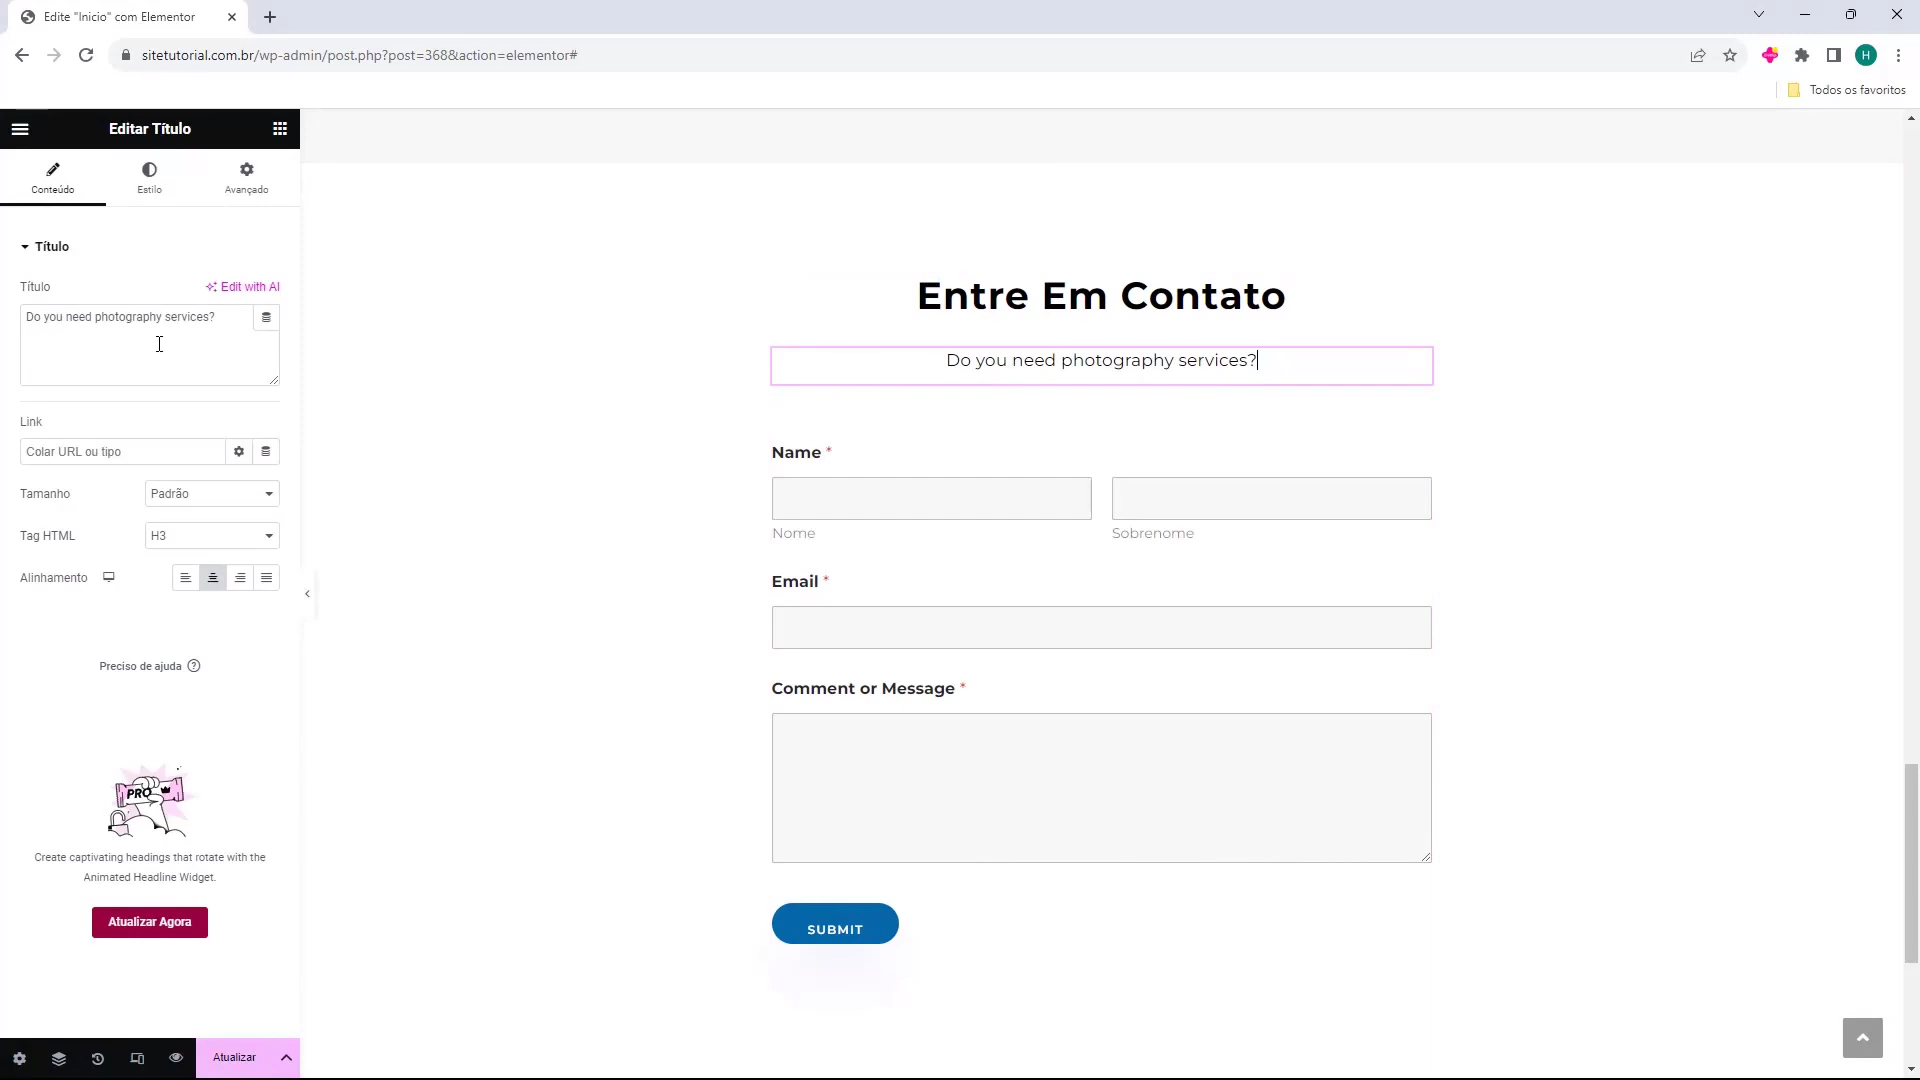 Edite "Inicio" com Elementor
sitetutorial.com.br/wp-admin/post.php?post=368&action=elementor#
H
Todos os favoritos
Editar Título
Conteúdo
Estilo
Avançado
Título
Título
Edit with AI
Do you need photography services?
Link
Colar URL ou tipo
Tamanho
Padrão
Tag HTML
H3
Alinhamento
Preciso de ajuda
PRO
Create captivating headings that rotate with the
Animated Headline Widget.
Atualizar Agora
Atualizar
Entre Em Contato
Do you need photography services?
Name *
Nome
Sobrenome
Email *
Comment or Message *
SUBMIT